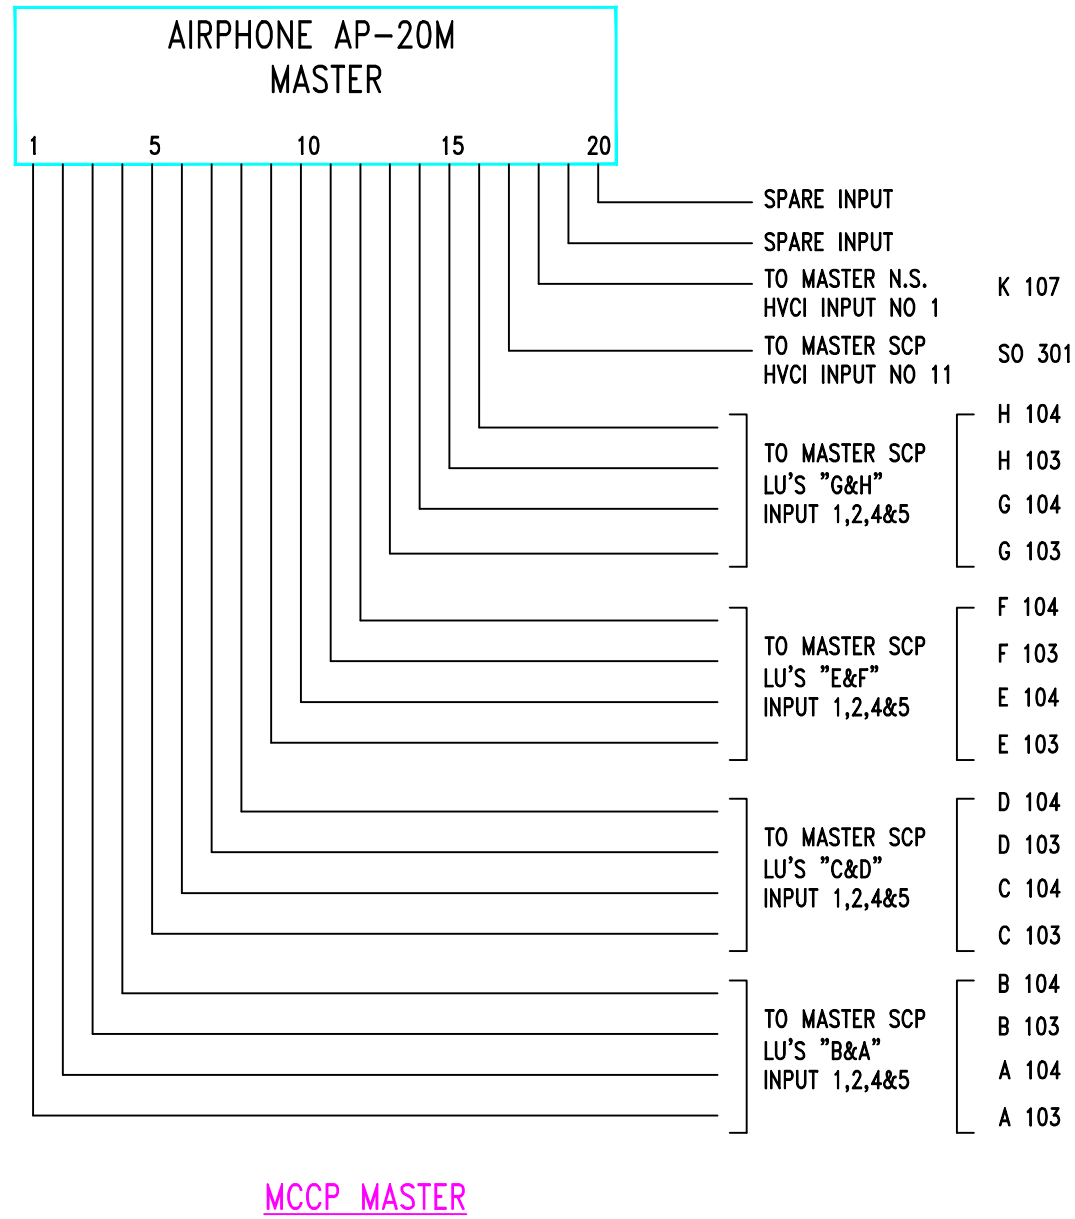 AIRPHONE AP-20M
MASTER
1 5 10 15 20
SPARE INPUT
SPARE INPUT
TO MASTER N.S.
HVCI INPUT NO 1
K 107
TO MASTER SCP
HVCI INPUT NO 11
SO 301
TO MASTER SCP
LU'S "G&H"
INPUT 1,2,4&5
H 104
H 103
G 104
G 103
TO MASTER SCP
LU'S "E&F"
INPUT 1,2,4&5
F 104
F 103
E 104
E 103
TO MASTER SCP
LU'S "C&D"
INPUT 1,2,4&5
D 104
D 103
C 104
C 103
TO MASTER SCP
LU'S "B&A"
INPUT 1,2,4&5
B 104
B 103
A 104
A 103
MCCP MASTER